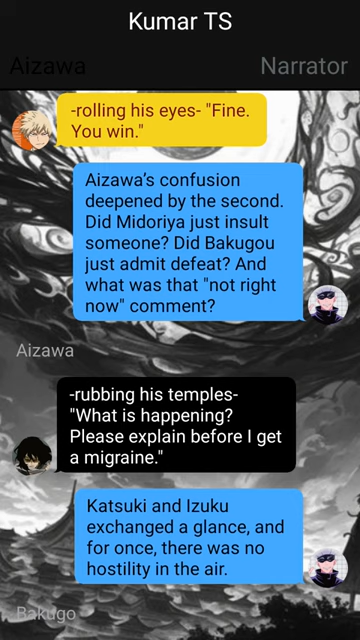 Kumar TS
Aizawa
Narrator
-rolling his eyes- "Fine.
You win."
Aizawa’s confusion
deepened by the second.
Did Midoriya just insult
someone? Did Bakugou
just admit defeat? And
what was that "not right
now" comment?
Aizawa
-rubbing his temples-
"What is happening?
Please explain before I get
a migraine."
Katsuki and Izuku
exchanged a glance, and
for once, there was no
hostility in the air.
Bakugo